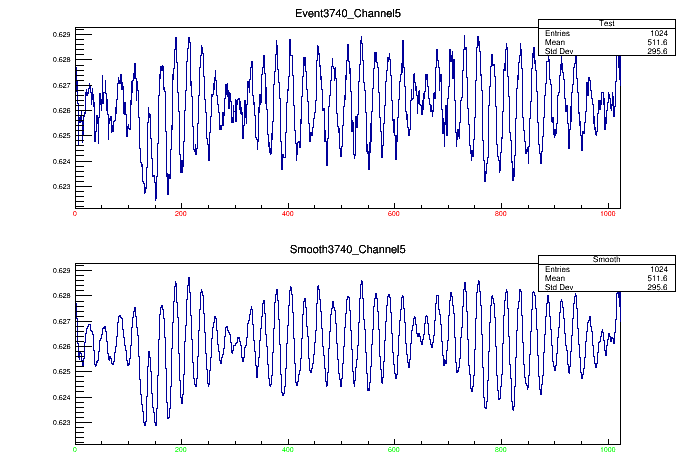 Event3740_Channel5
Test
Entries 1024
Mean 511.6
Std Dev 295.6
0.629
0.628
0.627
0.626
0.625
0.624
0.623
0 200 400 600 800 1000
Smooth3740_Channel5
Smooth
Entries 1024
Mean 511.6
Std Dev 295.6
0.629
0.628
0.627
0.626
0.625
0.624
0.623
0 200 400 600 800 1000